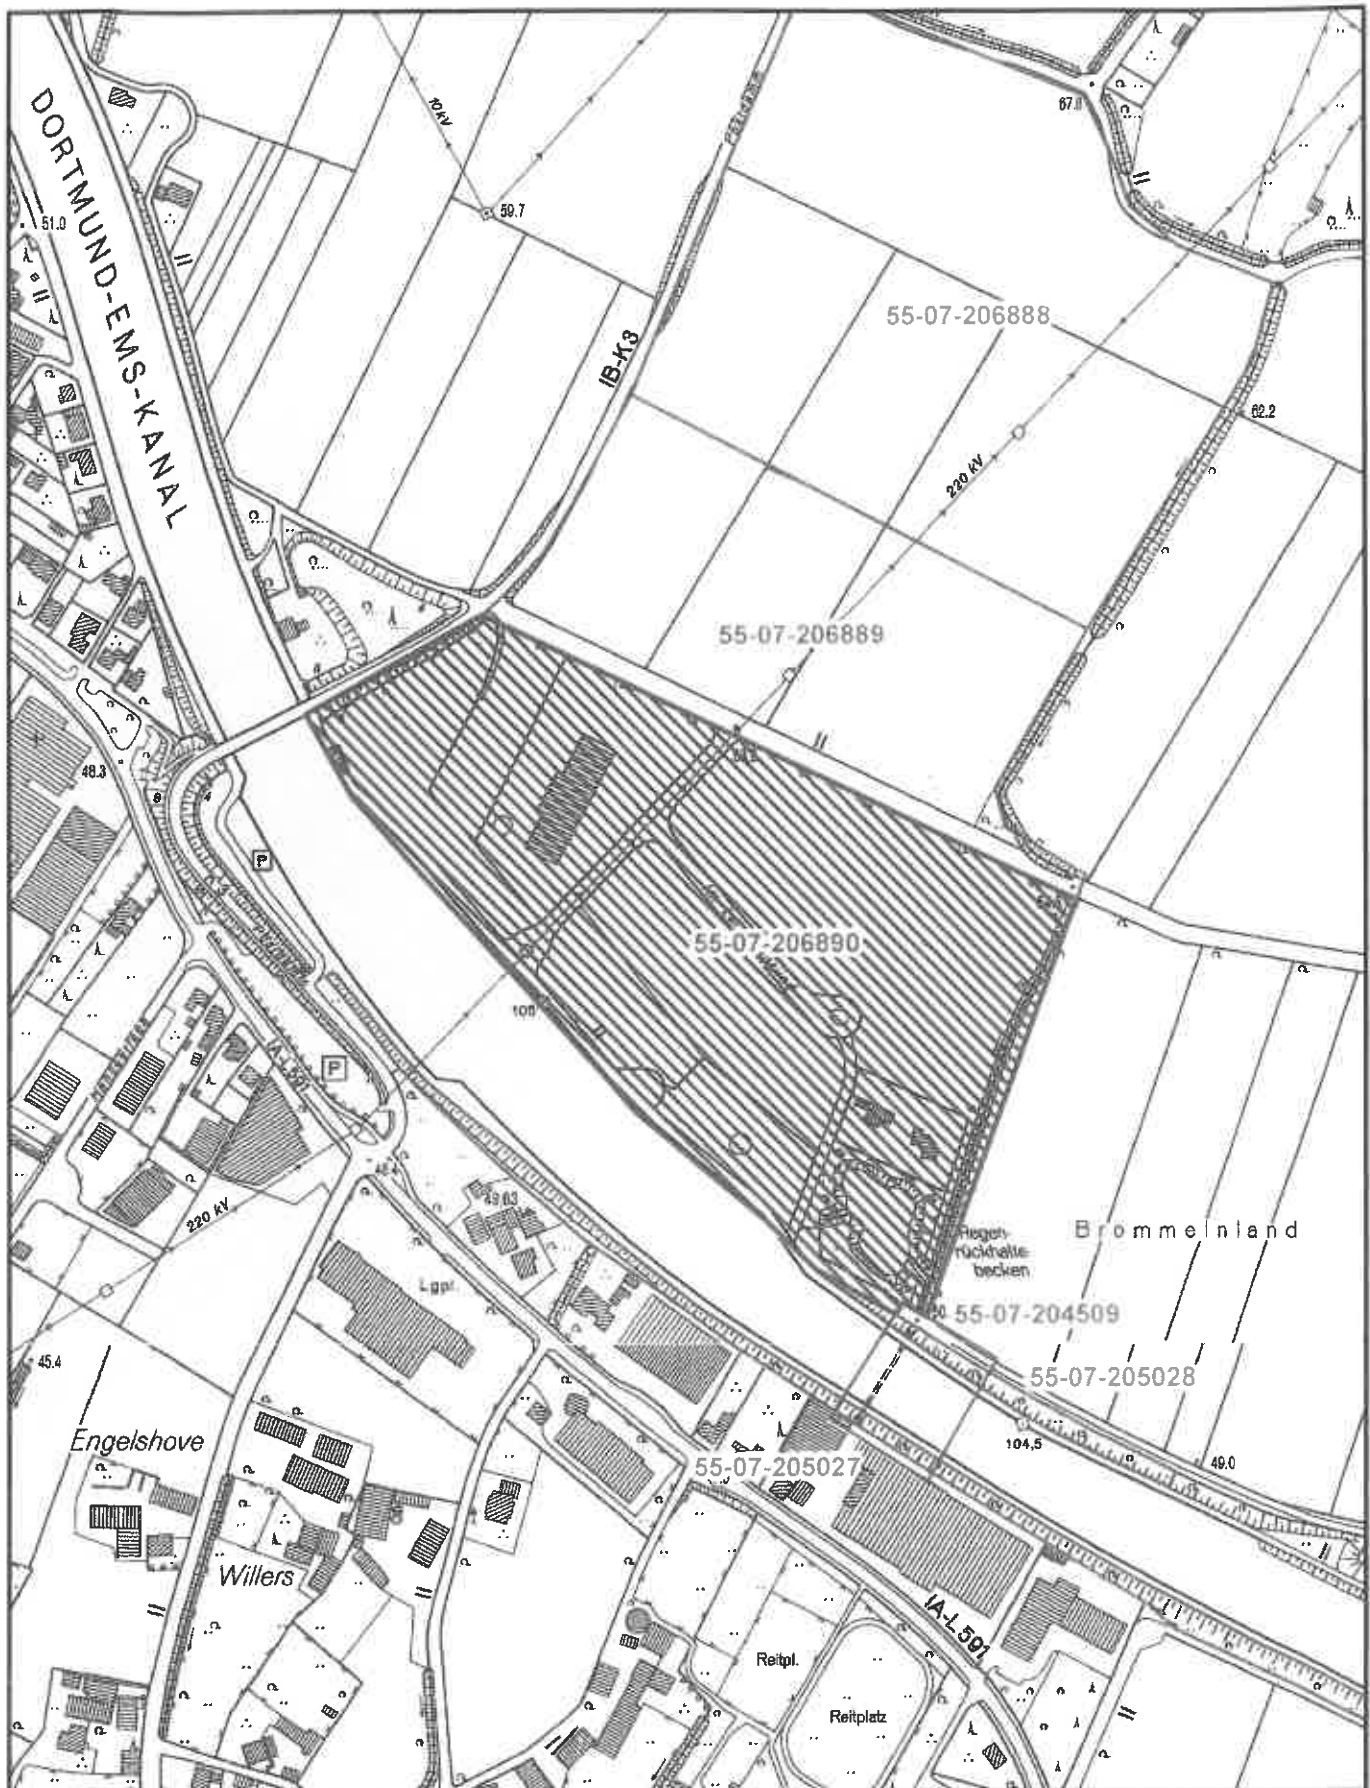 DORTMUND-EMS-KANAL
10 kV
67.8
51.0
59.7
55-07-206888
IB-K3
62.2
220 kV
55-07-206889
48.3
P
55-07-206890
P
IA-L591
220 kV
49.63
Lgpl.
Regen-
rückhalte-
becken
Brommelnland
55-07-204509
45.4
55-07-205028
Engelshove
104,5
49.0
55-07-205027
Willers
IA-L591
Reitpl.
Reitplatz